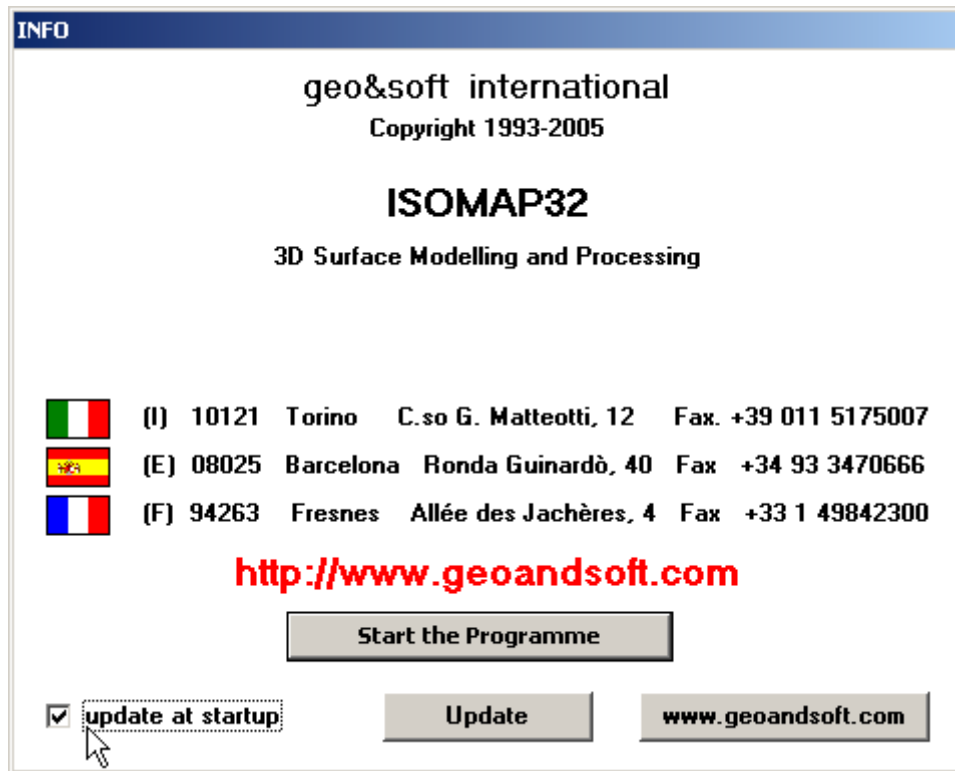 INFO
geo&soft international
Copyright 1993-2005
ISOMAP32
3D Surface Modelling and Processing
(I) 10121 Torino C.so G. Matteotti, 12 Fax. +39 011 5175007
(E) 08025 Barcelona Ronda Guinardò, 40 Fax +34 93 3470666
(F) 94263 Fresnes Allée des Jachères, 4 Fax +33 1 49842300
http://www.geoandsoft.com
Start the Programme
update at startup Update www.geoandsoft.com